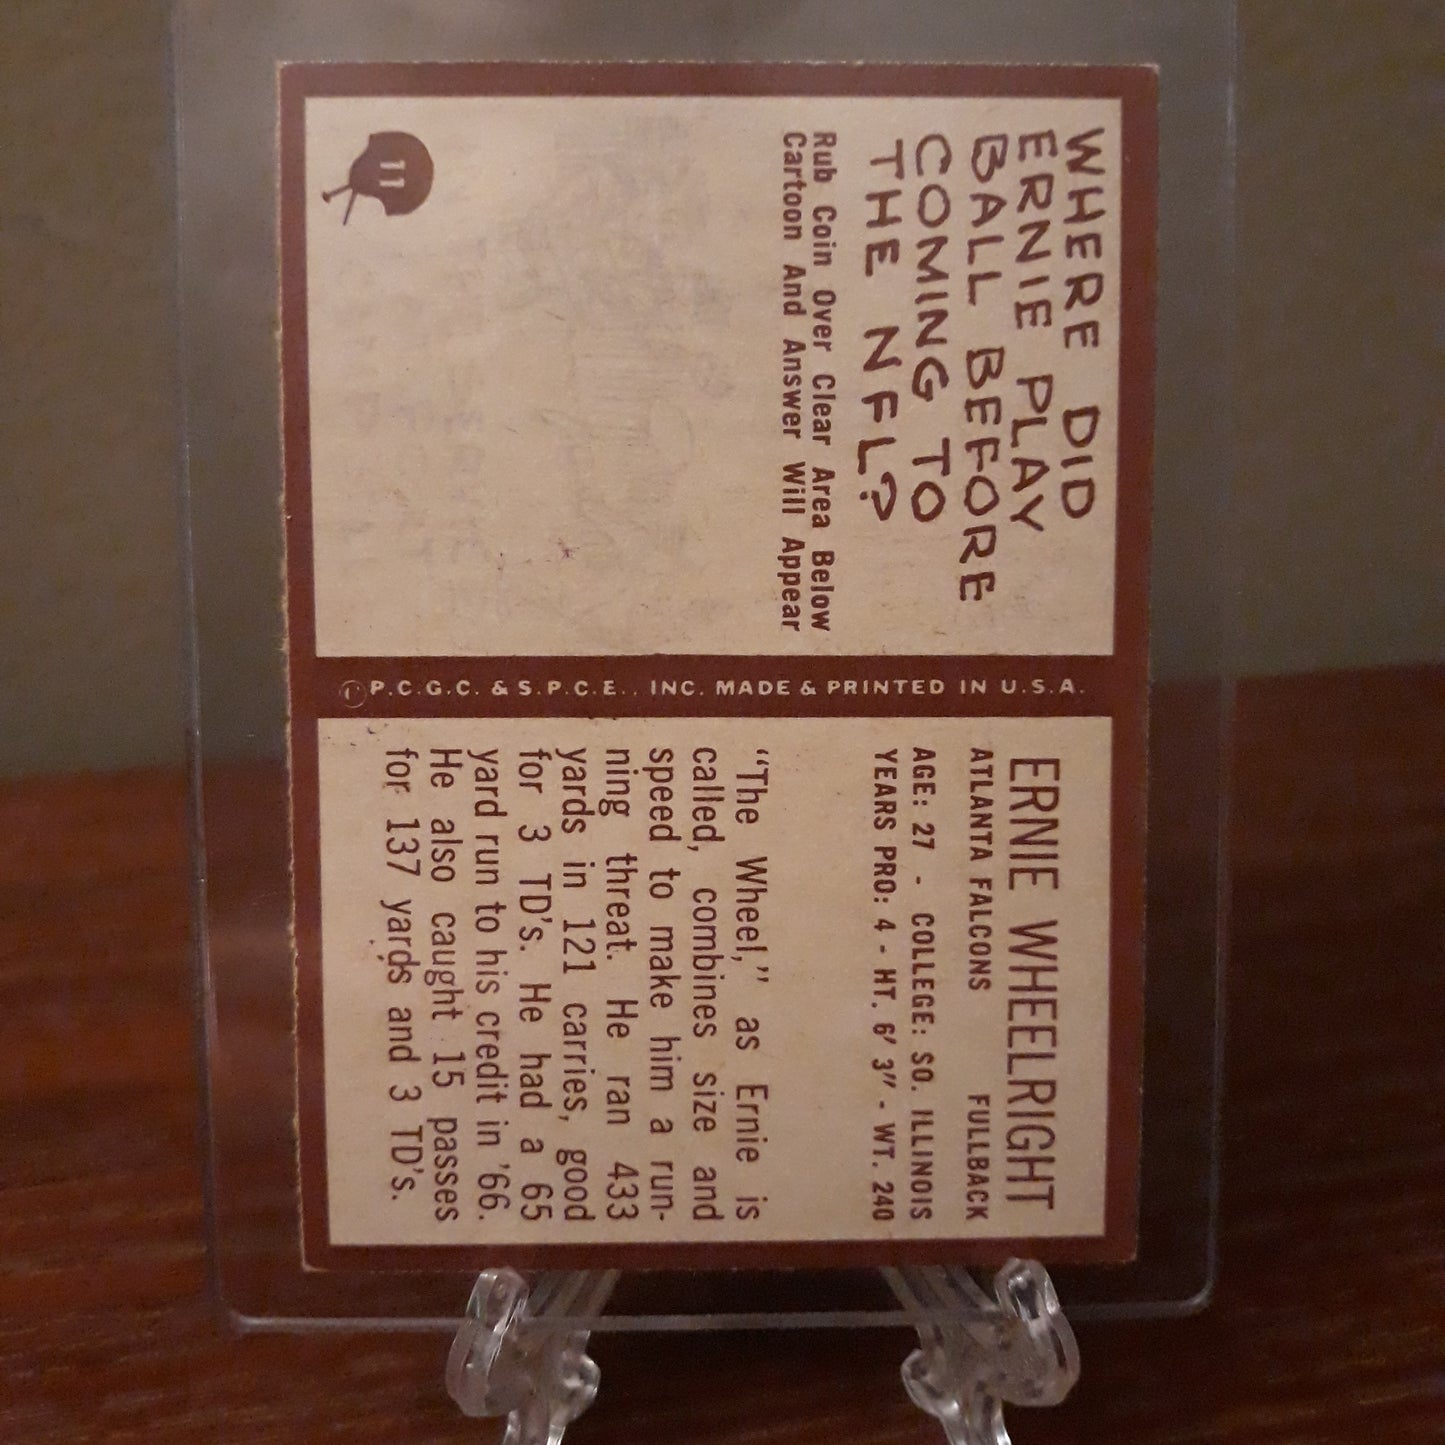 WHERE DID
ERNIE PLAY
BALL BEFORE
COMING TO
THE NFL?
Rub Coin Over Clear Area Below
Cartoon And Answer Will Appear
11
P.C.G.C. & S.P.C.E., INC. MADE & PRINTED IN U.S.A.
ERNIE WHEELRIGHT
ATLANTA FALCONS FULLBACK
AGE: 27 - COLLEGE: SO. ILLINOIS
YEARS PRO: 4 - HT. 6' 3" - WT. 240
"The Wheel," as Ernie is
called, combines size and
speed to make him a run-
ning threat. He ran 433
yards in 121 carries, good
for 3 TD's. He had a 65
yard run to his credit in '66.
He also caught 15 passes
for 137 yards and 3 TD's.